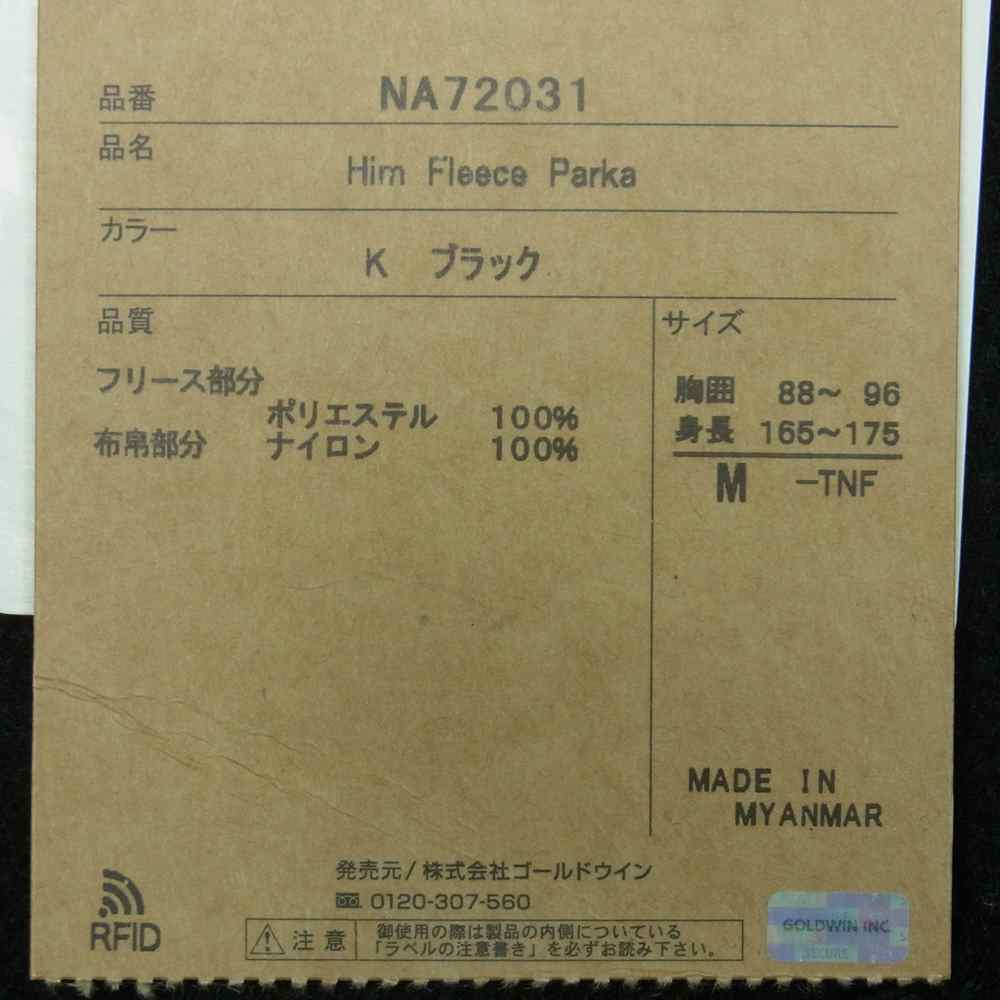 品番 NA72031
品名
Him Fleece Parka
カラー
K ブラック
品質
フリース部分
ポリエステル 100%
布帛部分 ナイロン 100%
サイズ
胸囲 88〜 96
身長 165〜175
M -TNF
MADE IN
MYANMAR
発売元/株式会社ゴールドウイン
0120-307-560
RFID
注意
御使用の際は製品の内側についている
「ラベルの注意書き」を必ずお読み下さい。
GOLDWIN INC.
SECURE